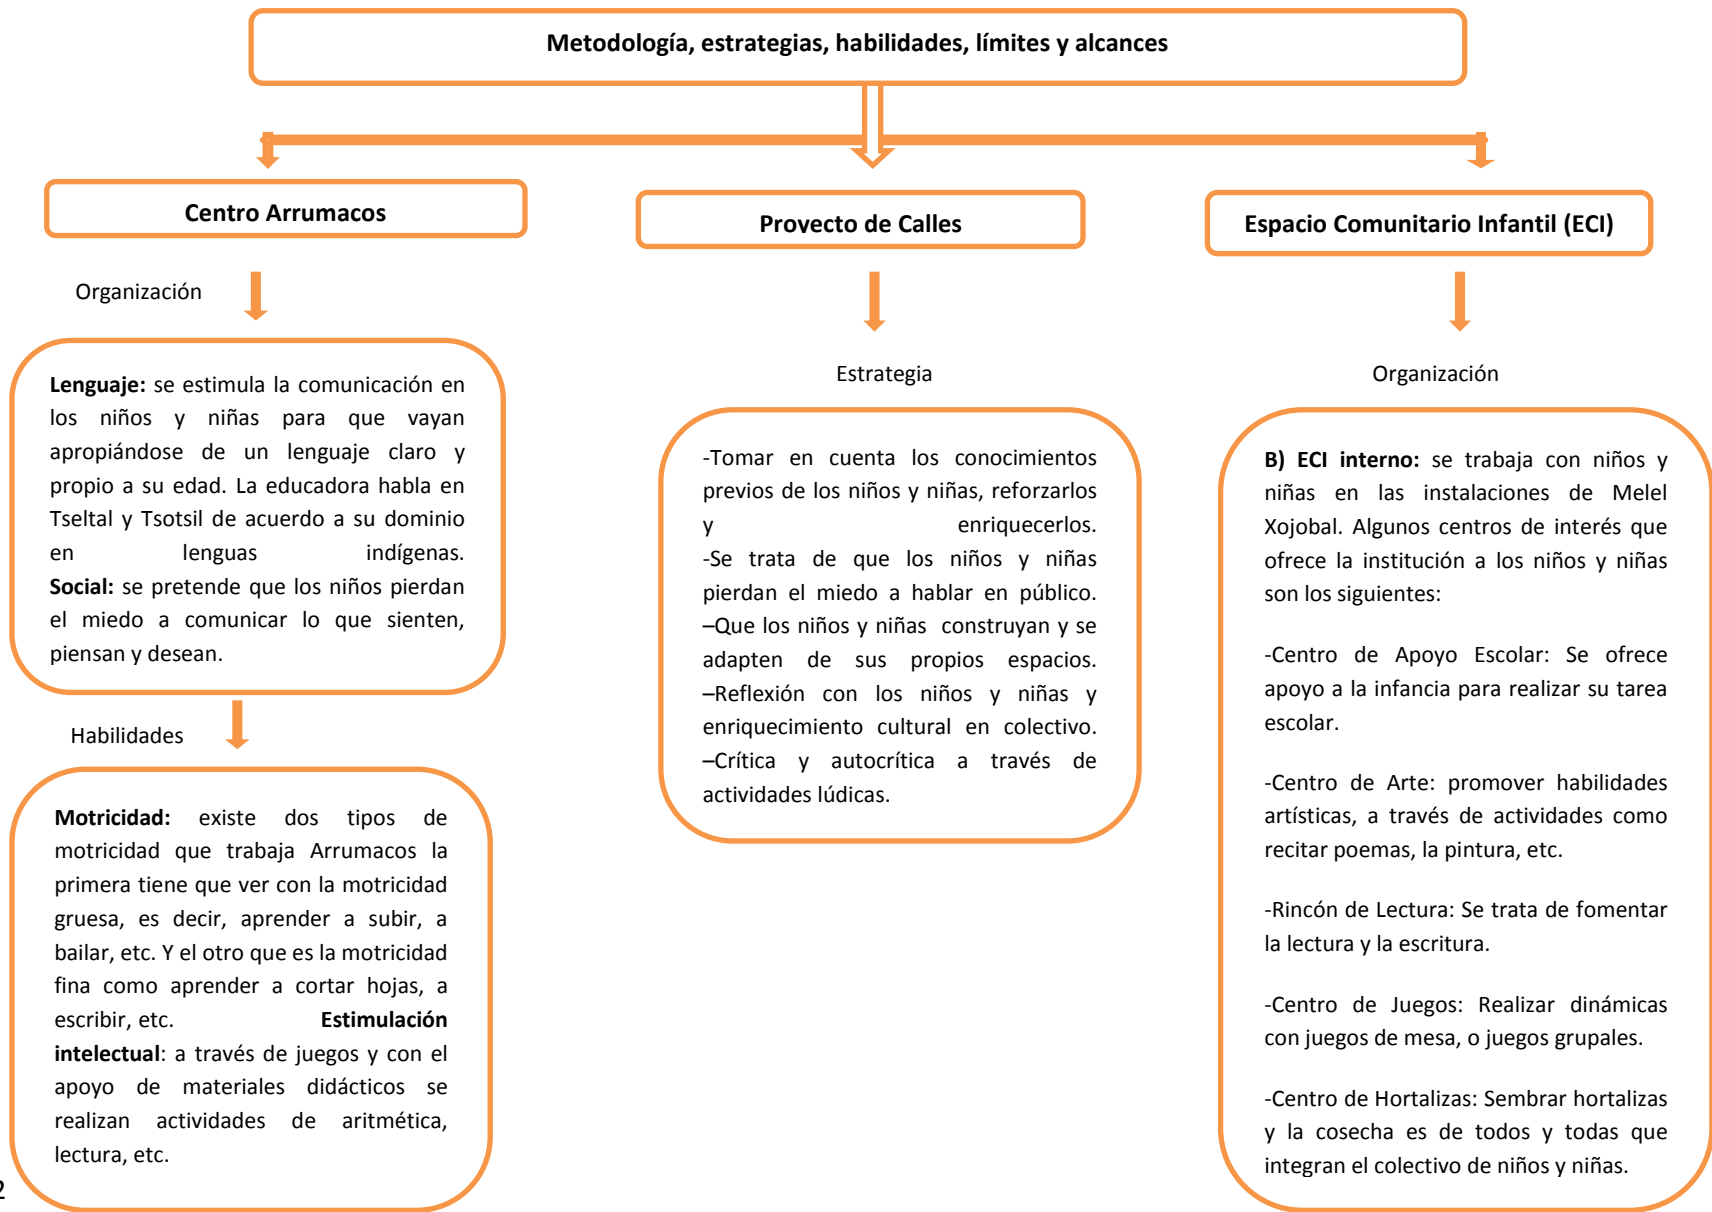 Metodología, estrategias, habilidades, límites y alcances
Centro Arrumacos
Organización
Lenguaje: se estimula la comunicación en
los niños y niñas para que vayan
apropiándose de un lenguaje claro y
propio a su edad. La educadora habla en
Tseltal y Tsotsil de acuerdo a su dominio
en lenguas indígenas.
Social: se pretende que los niños pierdan
el miedo a comunicar lo que sienten,
piensan y desean.
Habilidades
Motricidad: existe dos tipos de
motricidad que trabaja Arrumacos la
primera tiene que ver con la motricidad
gruesa, es decir, aprender a subir, a
bailar, etc. Y el otro que es la motricidad
fina como aprender a cortar hojas, a
escribir, etc. Estimulación
intelectual: a través de juegos y con el
apoyo de materiales didácticos se
realizan actividades de aritmética,
lectura, etc.
Proyecto de Calles
Estrategia
-Tomar en cuenta los conocimientos
previos de los niños y niñas, reforzarlos
y enriquecerlos.
-Se trata de que los niños y niñas
pierdan el miedo a hablar en público.
–Que los niños y niñas construyan y se
adapten de sus propios espacios.
–Reflexión con los niños y niñas y
enriquecimiento cultural en colectivo.
–Crítica y autocrítica a través de
actividades lúdicas.
Espacio Comunitario Infantil (ECI)
Organización
B) ECI interno: se trabaja con niños y
niñas en las instalaciones de Melel
Xojobal. Algunos centros de interés que
ofrece la institución a los niños y niñas
son los siguientes:
-Centro de Apoyo Escolar: Se ofrece
apoyo a la infancia para realizar su tarea
escolar.
-Centro de Arte: promover habilidades
artísticas, a través de actividades como
recitar poemas, la pintura, etc.
-Rincón de Lectura: Se trata de fomentar
la lectura y la escritura.
-Centro de Juegos: Realizar dinámicas
con juegos de mesa, o juegos grupales.
-Centro de Hortalizas: Sembrar hortalizas
y la cosecha es de todos y todas que
integran el colectivo de niños y niñas.
2